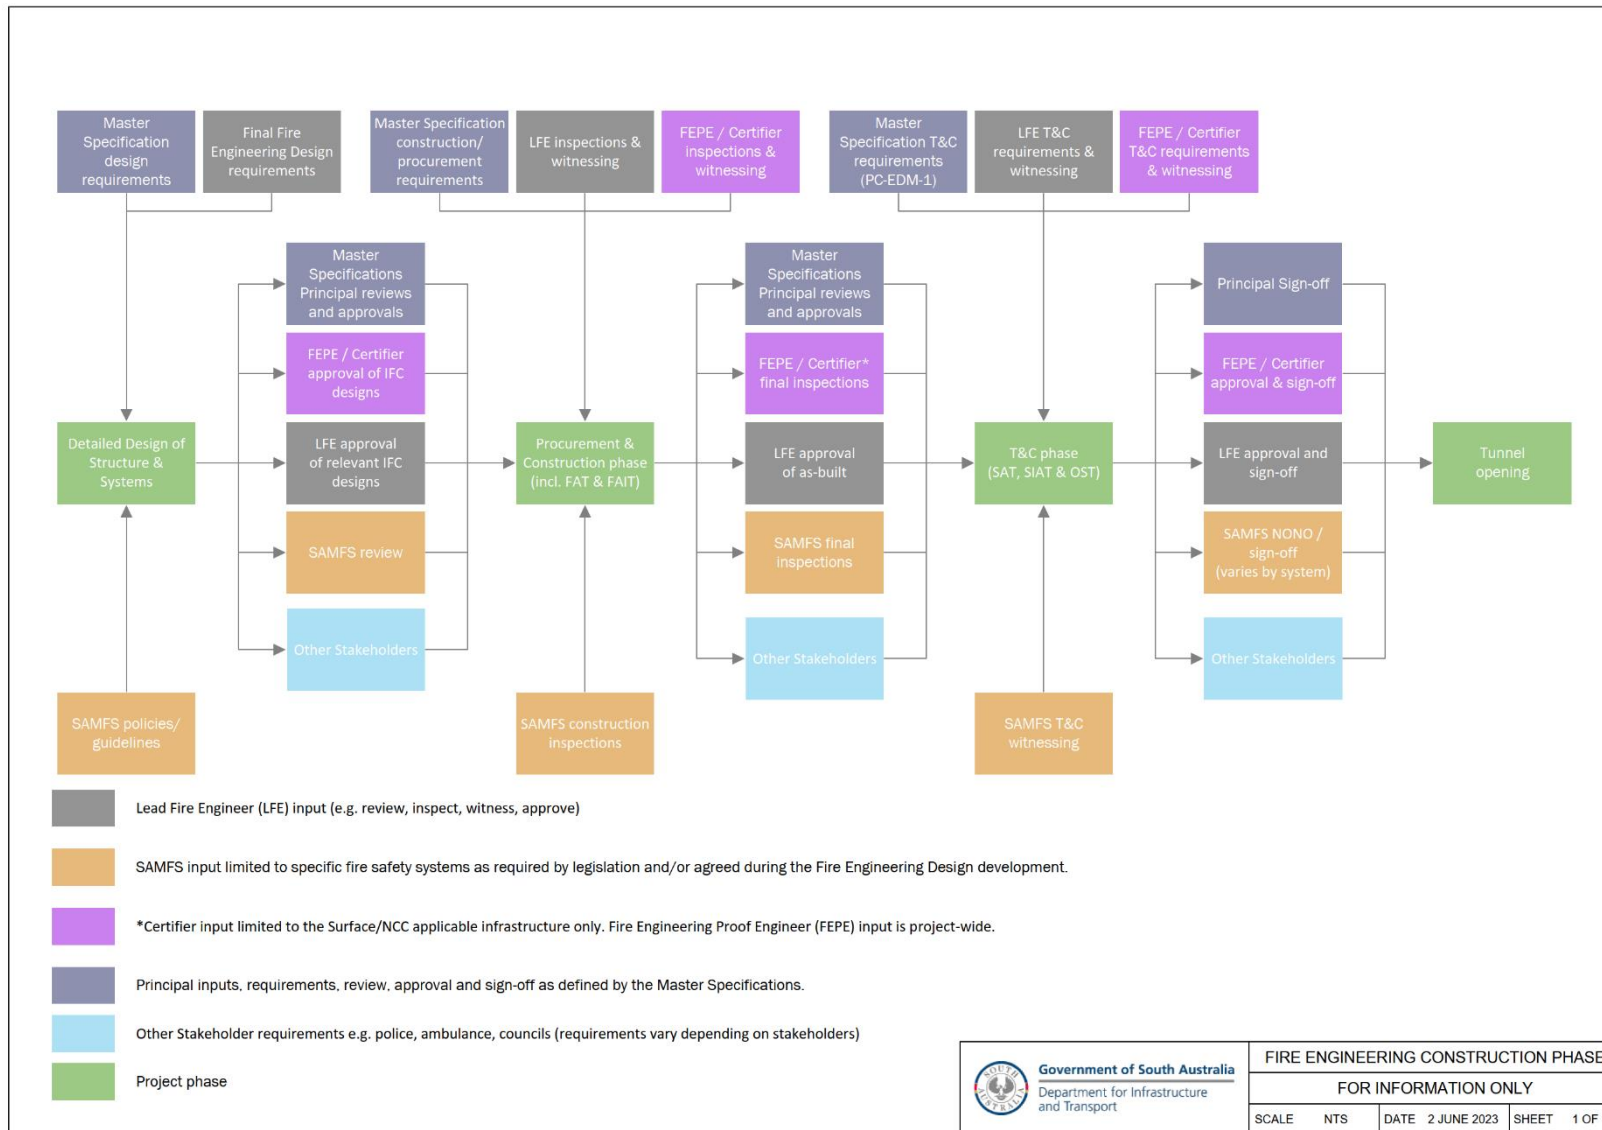 Master
Specification
design
requirements
Final Fire
Engineering Design
requirements
Master Specification
construction/
procurement
requirements
LFE inspections &
witnessing
FEPE / Certifier
inspections &
witnessing
Master
Specification T&C
requirements
(PC-EDM-1)
LFE T&C
requirements &
witnessing
FEPE / Certifier
T&C requirements
& witnessing
Master
Specifications
Principal reviews
and approvals
FEPE / Certifier
approval of IFC
designs
Detailed Design of
Structure &
Systems
LFE approval
of relevant IFC
designs
SAMFS review
Other Stakeholders
SAMFS policies/
guidelines
Procurement &
Construction phase
(incl. FAT & FAIT)
SAMFS construction
inspections
Master
Specifications
Principal reviews
and approvals
FEPE / Certifier*
final inspections
LFE approval
of as-built
SAMFS final
inspections
Other Stakeholders
T&C phase
(SAT, SIAT & OST)
SAMFS T&C
witnessing
Principal Sign-off
FEPE / Certifier
approval & sign-off
LFE approval and
sign-off
SAMFS NONO /
sign-off
(varies by system)
Other Stakeholders
Tunnel
opening
Lead Fire Engineer (LFE) input (e.g. review, inspect, witness, approve)
SAMFS input limited to specific fire safety systems as required by legislation and/or agreed during the Fire Engineering Design development.
*Certifier input limited to the Surface/NCC applicable infrastructure only. Fire Engineering Proof Engineer (FEPE) input is project-wide.
Principal inputs, requirements, review, approval and sign-off as defined by the Master Specifications.
Other Stakeholder requirements e.g. police, ambulance, councils (requirements vary depending on stakeholders)
Project phase
SOUTH AUSTRALIA
Government of South Australia
Department for Infrastructure
and Transport
FIRE ENGINEERING CONSTRUCTION PHASE
FOR INFORMATION ONLY
SCALE NTS DATE 2 JUNE 2023 SHEET 1 OF